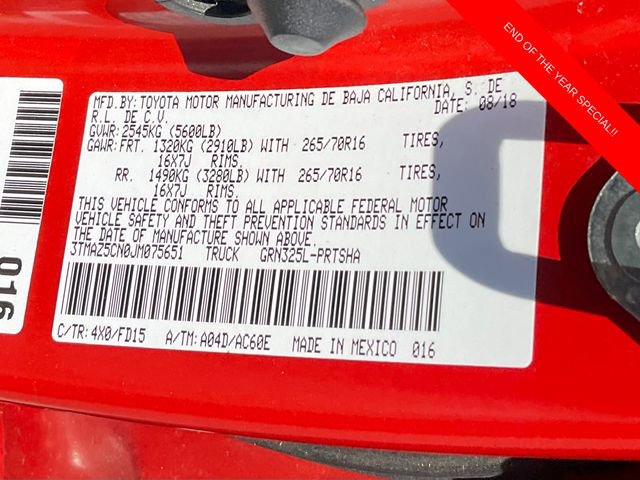 END OF THE YEAR SPECIAL!!
MFD.BY:TOYOTA MOTOR MANUFACTURING DE BAJA CALIFORNIA, S. DE
R.L. DE C.V. DATE: 08/18
GVWR:2545KG (5600LB)
GAWR:FRT. 1320KG (2910LB) WITH 265/70R16 TIRES,
16X7J RIMS.
RR. 1490KG (3280LB) WITH 265/70R16 TIRES,
16X7J RIMS.
THIS VEHICLE CONFORMS TO ALL APPLICABLE FEDERAL MOTOR
VEHICLE SAFETY AND THEFT PREVENTION STANDARDS IN EFFECT ON
THE DATE OF MANUFACTURE SHOWN ABOVE.
3TMAZ5CN0JM075651 TRUCK GRN325L-PRTSHA
C/TR:4X0/FD15 A/TM:A04D/AC60E MADE IN MEXICO 016
016